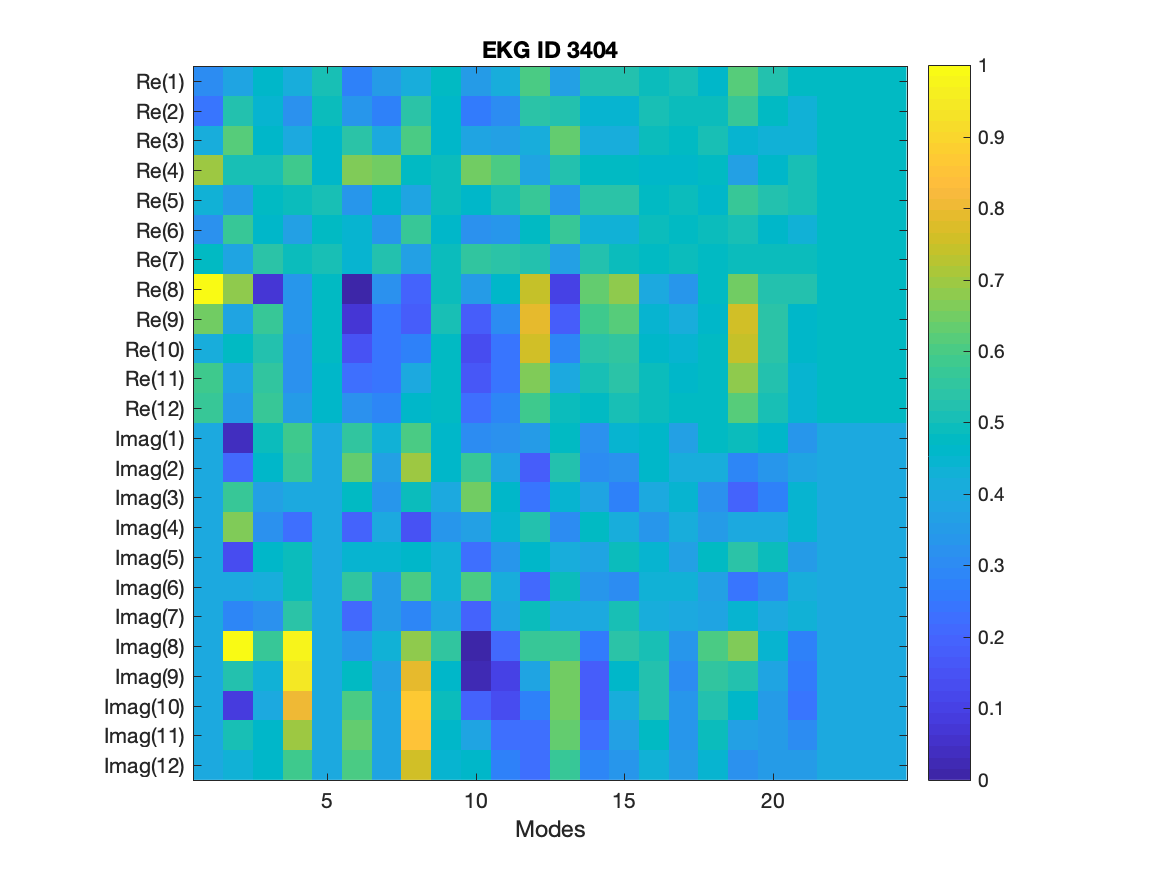 EKG ID 3404
Re(1)
Re(2)
Re(3)
Re(4)
Re(5)
Re(6)
Re(7)
Re(8)
Re(9)
Re(10)
Re(11)
Re(12)
Imag(1)
Imag(2)
Imag(3)
Imag(4)
Imag(5)
Imag(6)
Imag(7)
Imag(8)
Imag(9)
Imag(10)
Imag(11)
Imag(12)
5 10 15 20
Modes
1
0.9
0.8
0.7
0.6
0.5
0.4
0.3
0.2
0.1
0